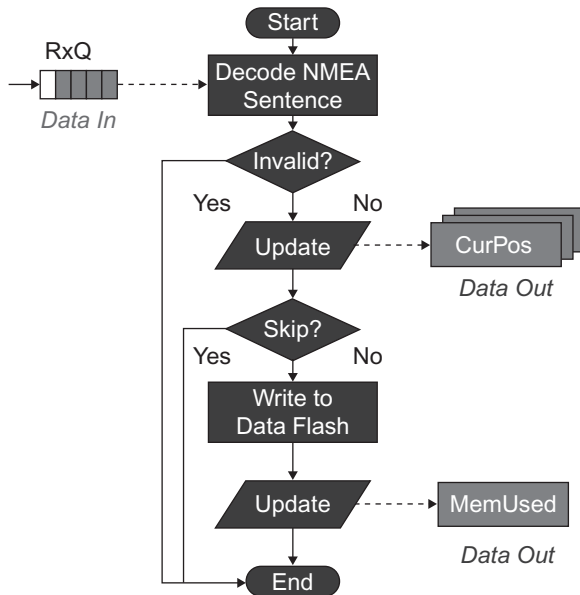 Start
RxQ
Decode NMEA
Sentence
Data In
Invalid?
Yes
No
Update
CurPos
Data Out
Skip?
Yes
No
Write to
Data Flash
Update
MemUsed
Data Out
End